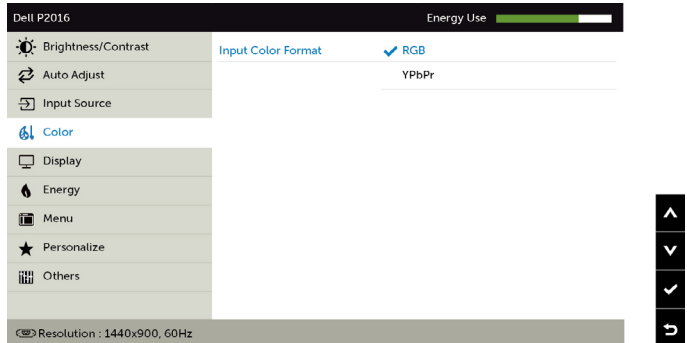 Dell P2016
Energy Use
Brightness/Contrast
Input Color Format
RGB
Auto Adjust
YPbPr
Input Source
Color
Display
Energy
Menu
Personalize
Others
Resolution : 1440x900, 60Hz